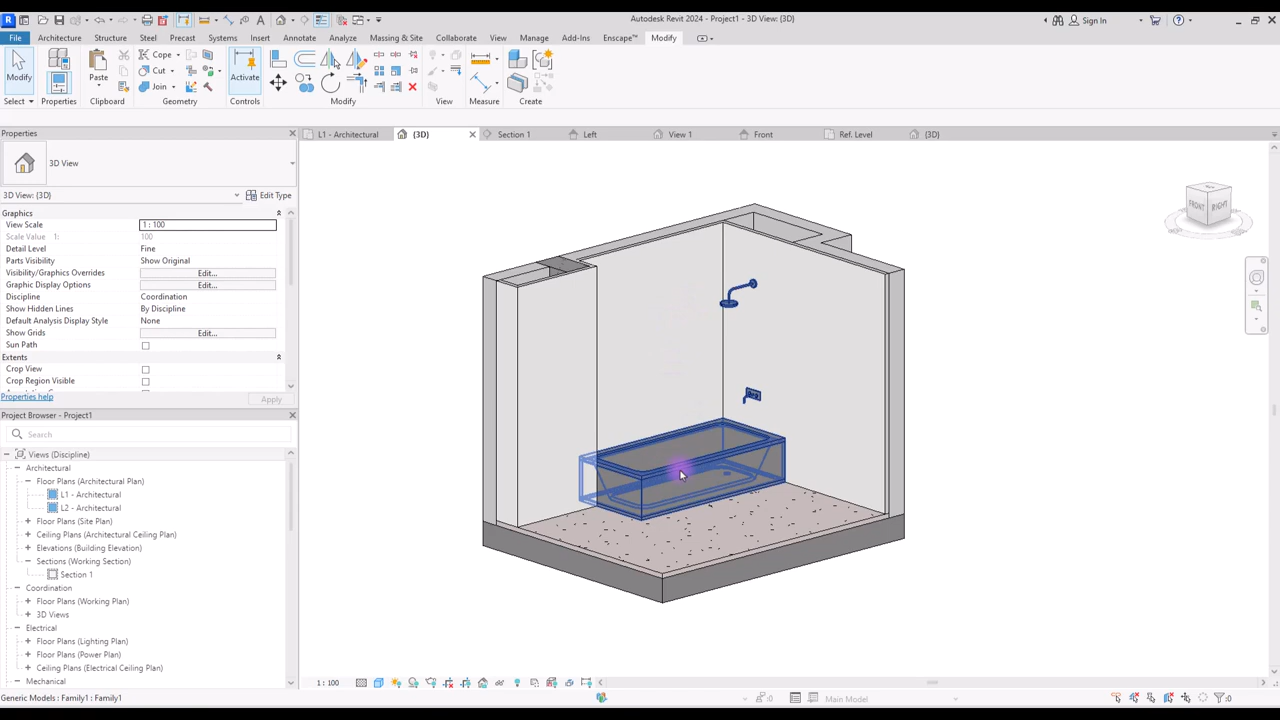 Autodesk Revit 2024 - Project1 - 3D View: {3D}
Sign In
File Architecture Structure Steel Precast Systems Insert Annotate Analyze Massing & Site Collaborate View Manage Add-Ins Enscape™ Modify
Modify
Paste
Cope
Cut
Join
Activate
Select Properties Clipboard Geometry Controls Modify View Measure Create
Properties
L1 - Architectural {3D} Section 1 Left View 1 Front Ref. Level {3D}
3D View
3D View: {3D} Edit Type
Graphics
View Scale 1 : 100
Scale Value 1: 100
Detail Level Fine
Parts Visibility Show Original
Visibility/Graphics Overrides Edit...
Graphic Display Options Edit...
Discipline Coordination
Show Hidden Lines By Discipline
Default Analysis Display Style None
Show Grids Edit...
Sun Path
Extents
Crop View
Crop Region Visible
Properties help Apply
Project Browser - Project1
Search
Views (Discipline)
Architectural
Floor Plans (Architectural Plan)
L1 - Architectural
L2 - Architectural
Floor Plans (Site Plan)
Ceiling Plans (Architectural Ceiling Plan)
Elevations (Building Elevation)
Sections (Working Section)
Section 1
Coordination
Floor Plans (Working Plan)
3D Views
Electrical
Floor Plans (Lighting Plan)
Floor Plans (Power Plan)
Ceiling Plans (Electrical Ceiling Plan)
Mechanical
FRONT RIGHT
1 : 100
Generic Models : Family1 : Family1
:0 Main Model :0